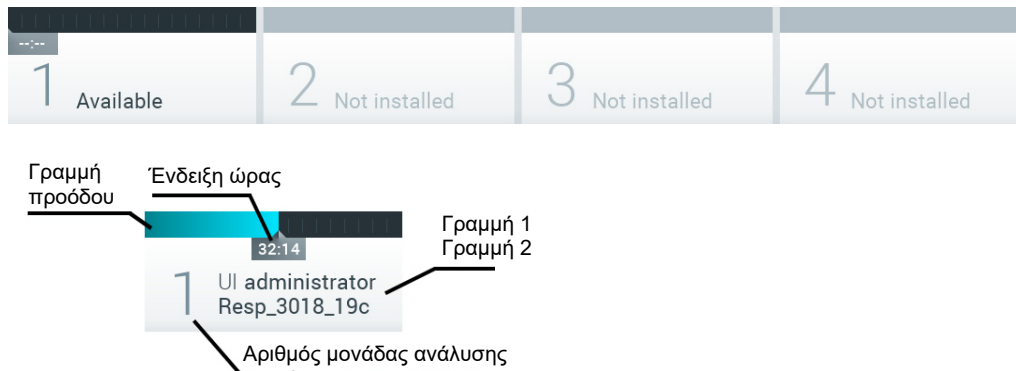 --:--
1 Available
2 Not installed
3 Not installed
4 Not installed
Γραμμή
προόδου
Ένδειξη ώρας
Γραμμή 1
Γραμμή 2
32:14
1
UI administrator
Resp_3018_19c
Αριθμός μονάδας ανάλυσης